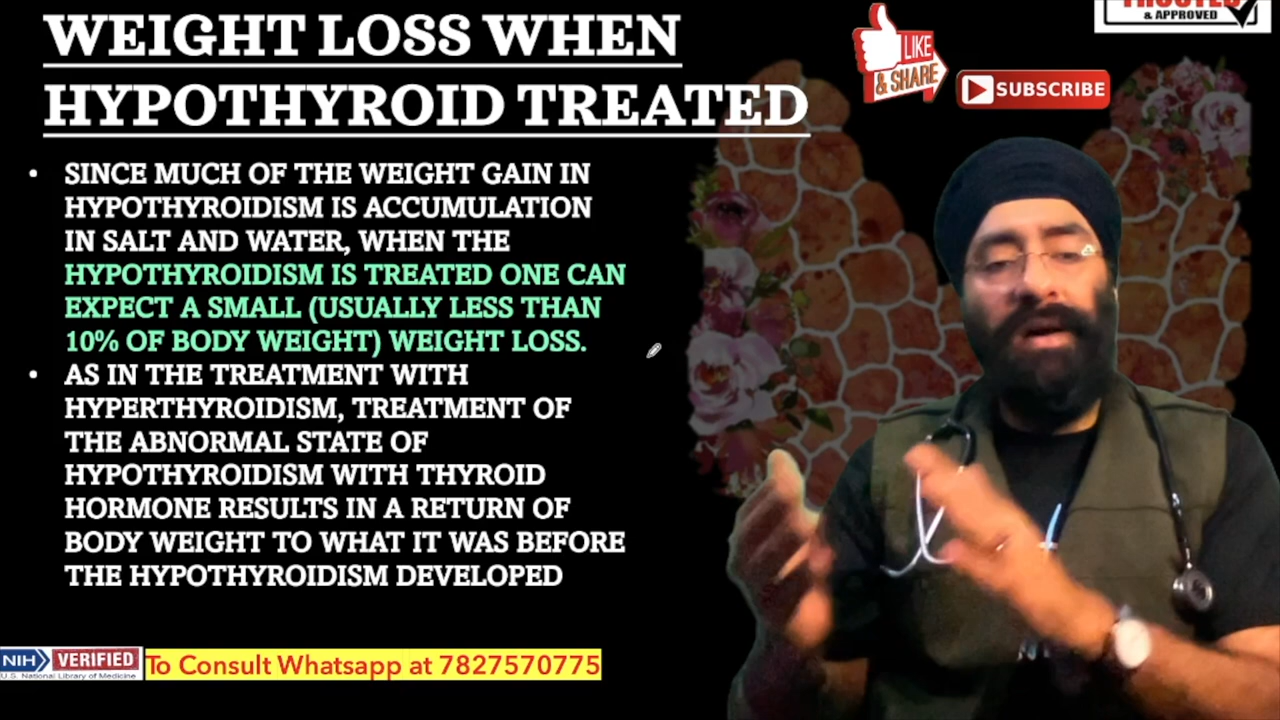 WEIGHT LOSS WHEN
HYPOTHYROID TREATED
• SINCE MUCH OF THE WEIGHT GAIN IN
HYPOTHYROIDISM IS ACCUMULATION
IN SALT AND WATER, WHEN THE
HYPOTHYROIDISM IS TREATED ONE CAN
EXPECT A SMALL (USUALLY LESS THAN
10% OF BODY WEIGHT) WEIGHT LOSS.
• AS IN THE TREATMENT WITH
HYPERTHYROIDISM, TREATMENT OF
THE ABNORMAL STATE OF
HYPOTHYROIDISM WITH THYROID
HORMONE RESULTS IN A RETURN OF
BODY WEIGHT TO WHAT IT WAS BEFORE
THE HYPOTHYROIDISM DEVELOPED
LIKE
& SHARE
SUBSCRIBE
& APPROVED
NIH VERIFIED
U.S. National Library of Medicine
To Consult Whatsapp at 7827570775